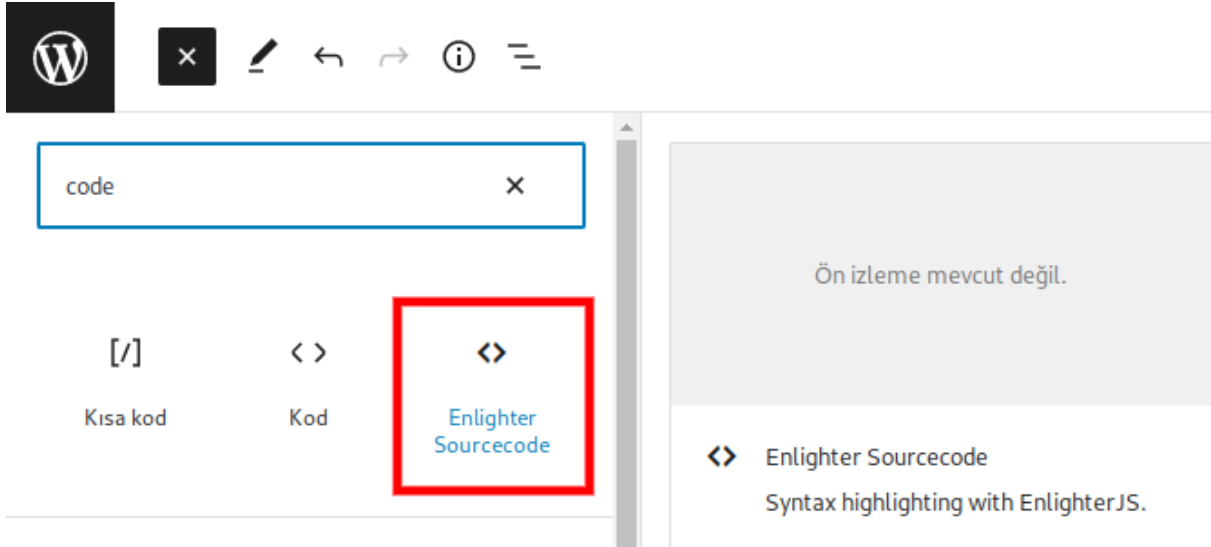 code
Ön izleme mevcut değil.
[/]
Kısa kod
Kod
Enlighter
Sourcecode
Enlighter Sourcecode
Syntax highlighting with EnlighterJS.